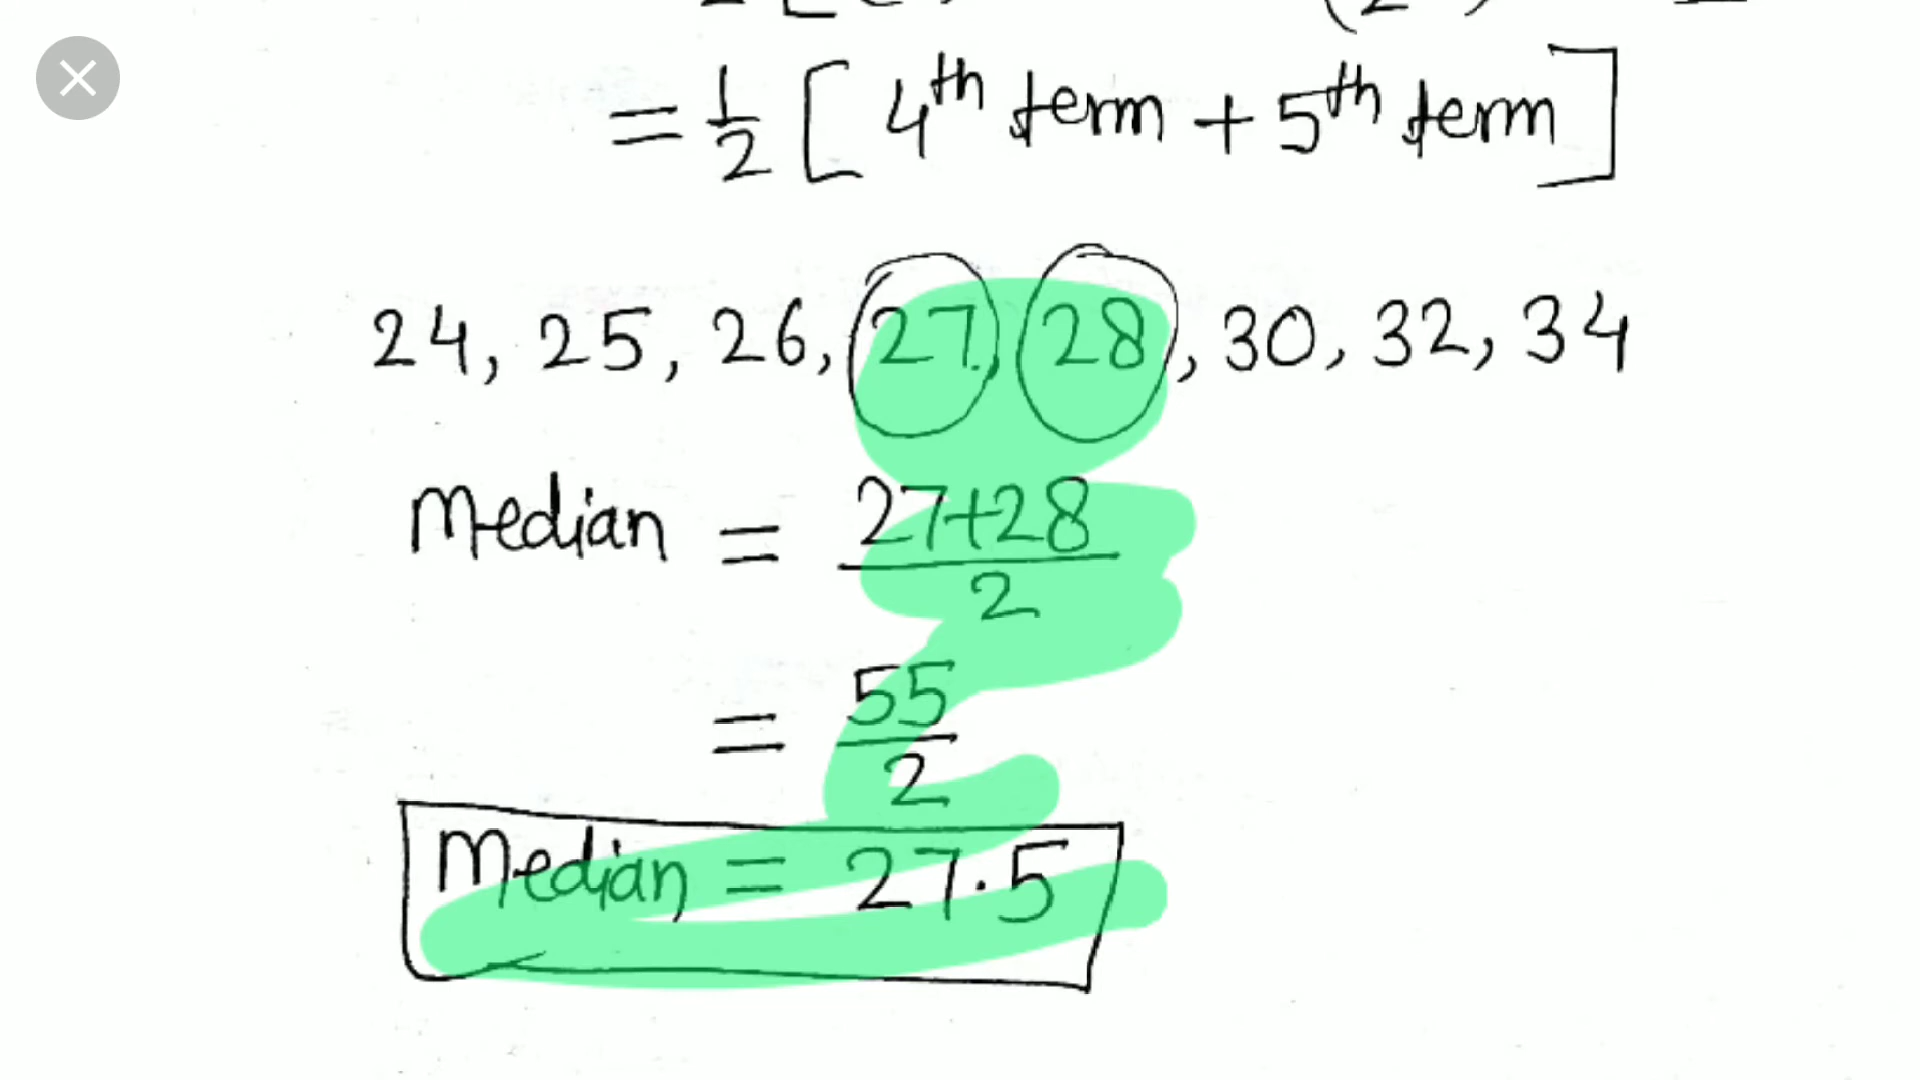 = 1/2 [ 4th term + 5th term ]
24, 25, 26, 27, 28, 30, 32, 34
Median = 27+28/2
= 55/2
Median = 27.5